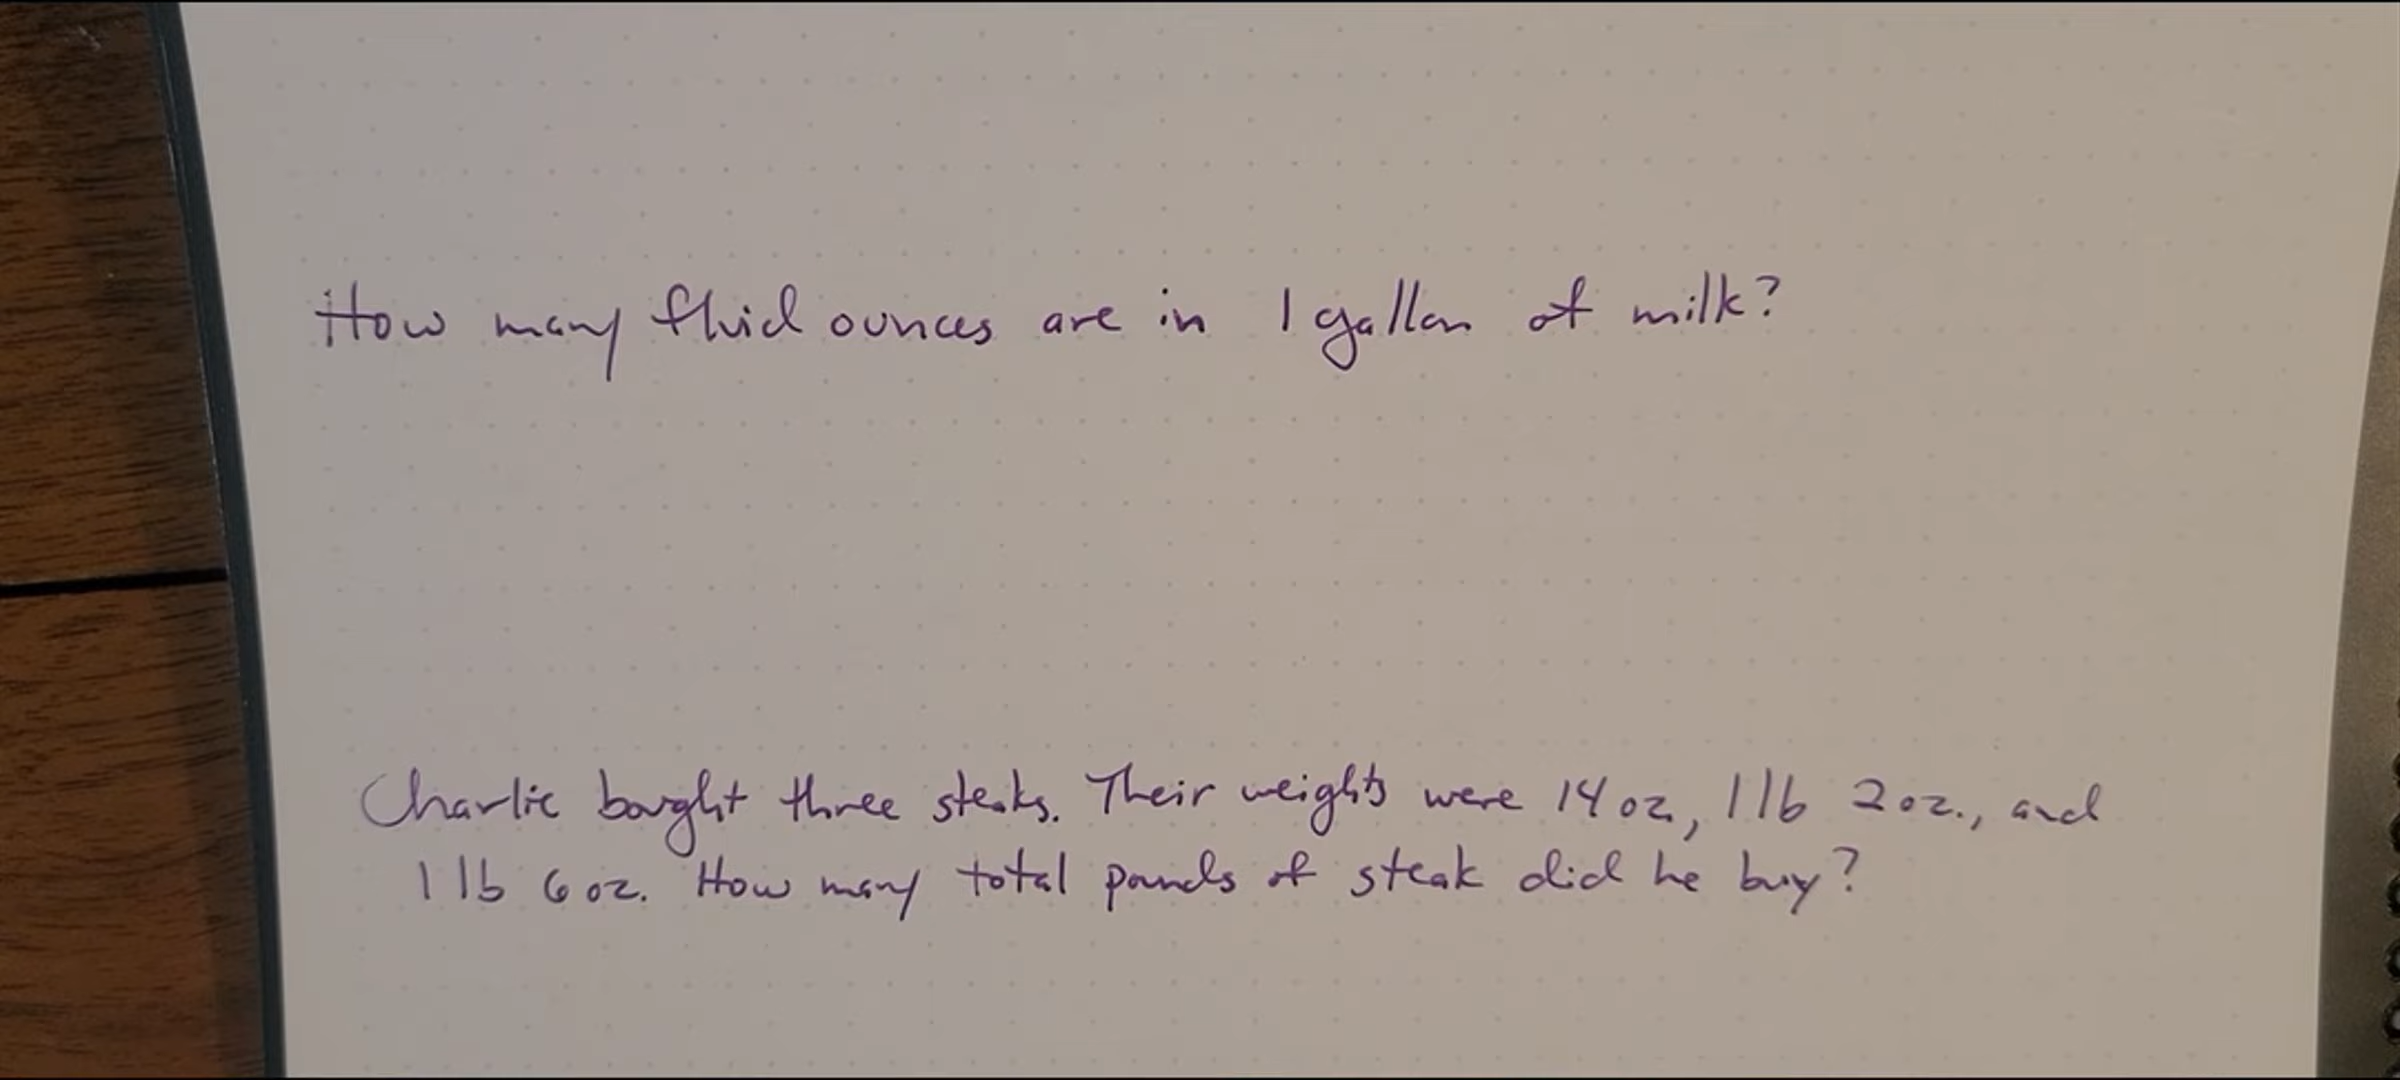 How many fluid ounces are in 1 gallon of milk?
Charlie bought three steaks. Their weights were 14 oz, 1 lb 2 oz., and
1 lb 6 oz. How many total pounds of steak did he buy?